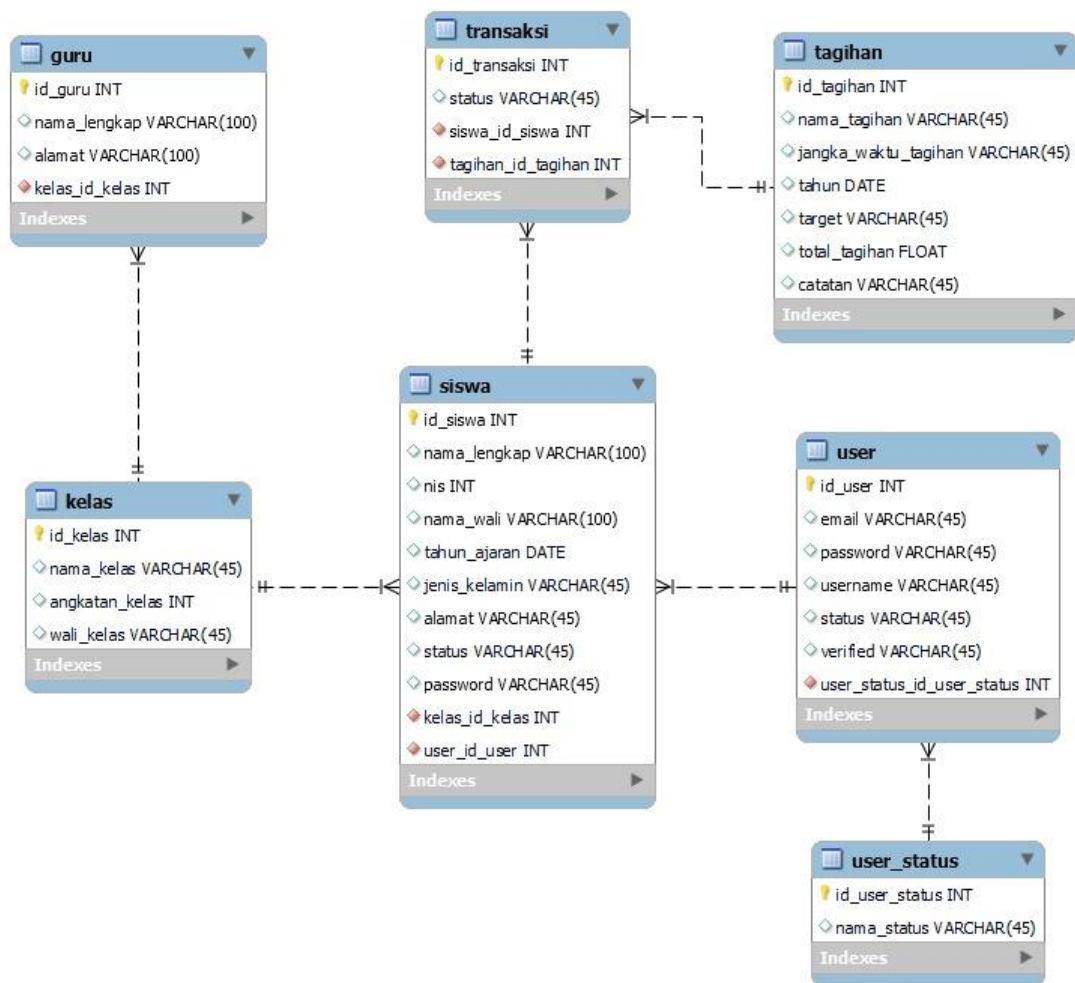 guru
id_guru INT
nama_lengkap VARCHAR(100)
alamat VARCHAR(100)
kelas_id_kelas INT
Indexes
transaksi
id_transaksi INT
status VARCHAR(45)
siswa_id_siswa INT
tagihan_id_tagihan INT
Indexes
tagihan
id_tagihan INT
nama_tagihan VARCHAR(45)
jangka_waktu_tagihan VARCHAR(45)
tahun DATE
target VARCHAR(45)
total_tagihan FLOAT
catatan VARCHAR(45)
Indexes
kelas
id_kelas INT
nama_kelas VARCHAR(45)
angkatan_kelas INT
wali_kelas VARCHAR(45)
Indexes
siswa
id_siswa INT
nama_lengkap VARCHAR(100)
nis INT
nama_wali VARCHAR(100)
tahun_ajaran DATE
jenis_kelamin VARCHAR(45)
alamat VARCHAR(45)
status VARCHAR(45)
password VARCHAR(45)
kelas_id_kelas INT
user_id_user INT
Indexes
user
id_user INT
email VARCHAR(45)
password VARCHAR(45)
username VARCHAR(45)
status VARCHAR(45)
verified VARCHAR(45)
user_status_id_user_status INT
Indexes
user_status
id_user_status INT
nama_status VARCHAR(45)
Indexes